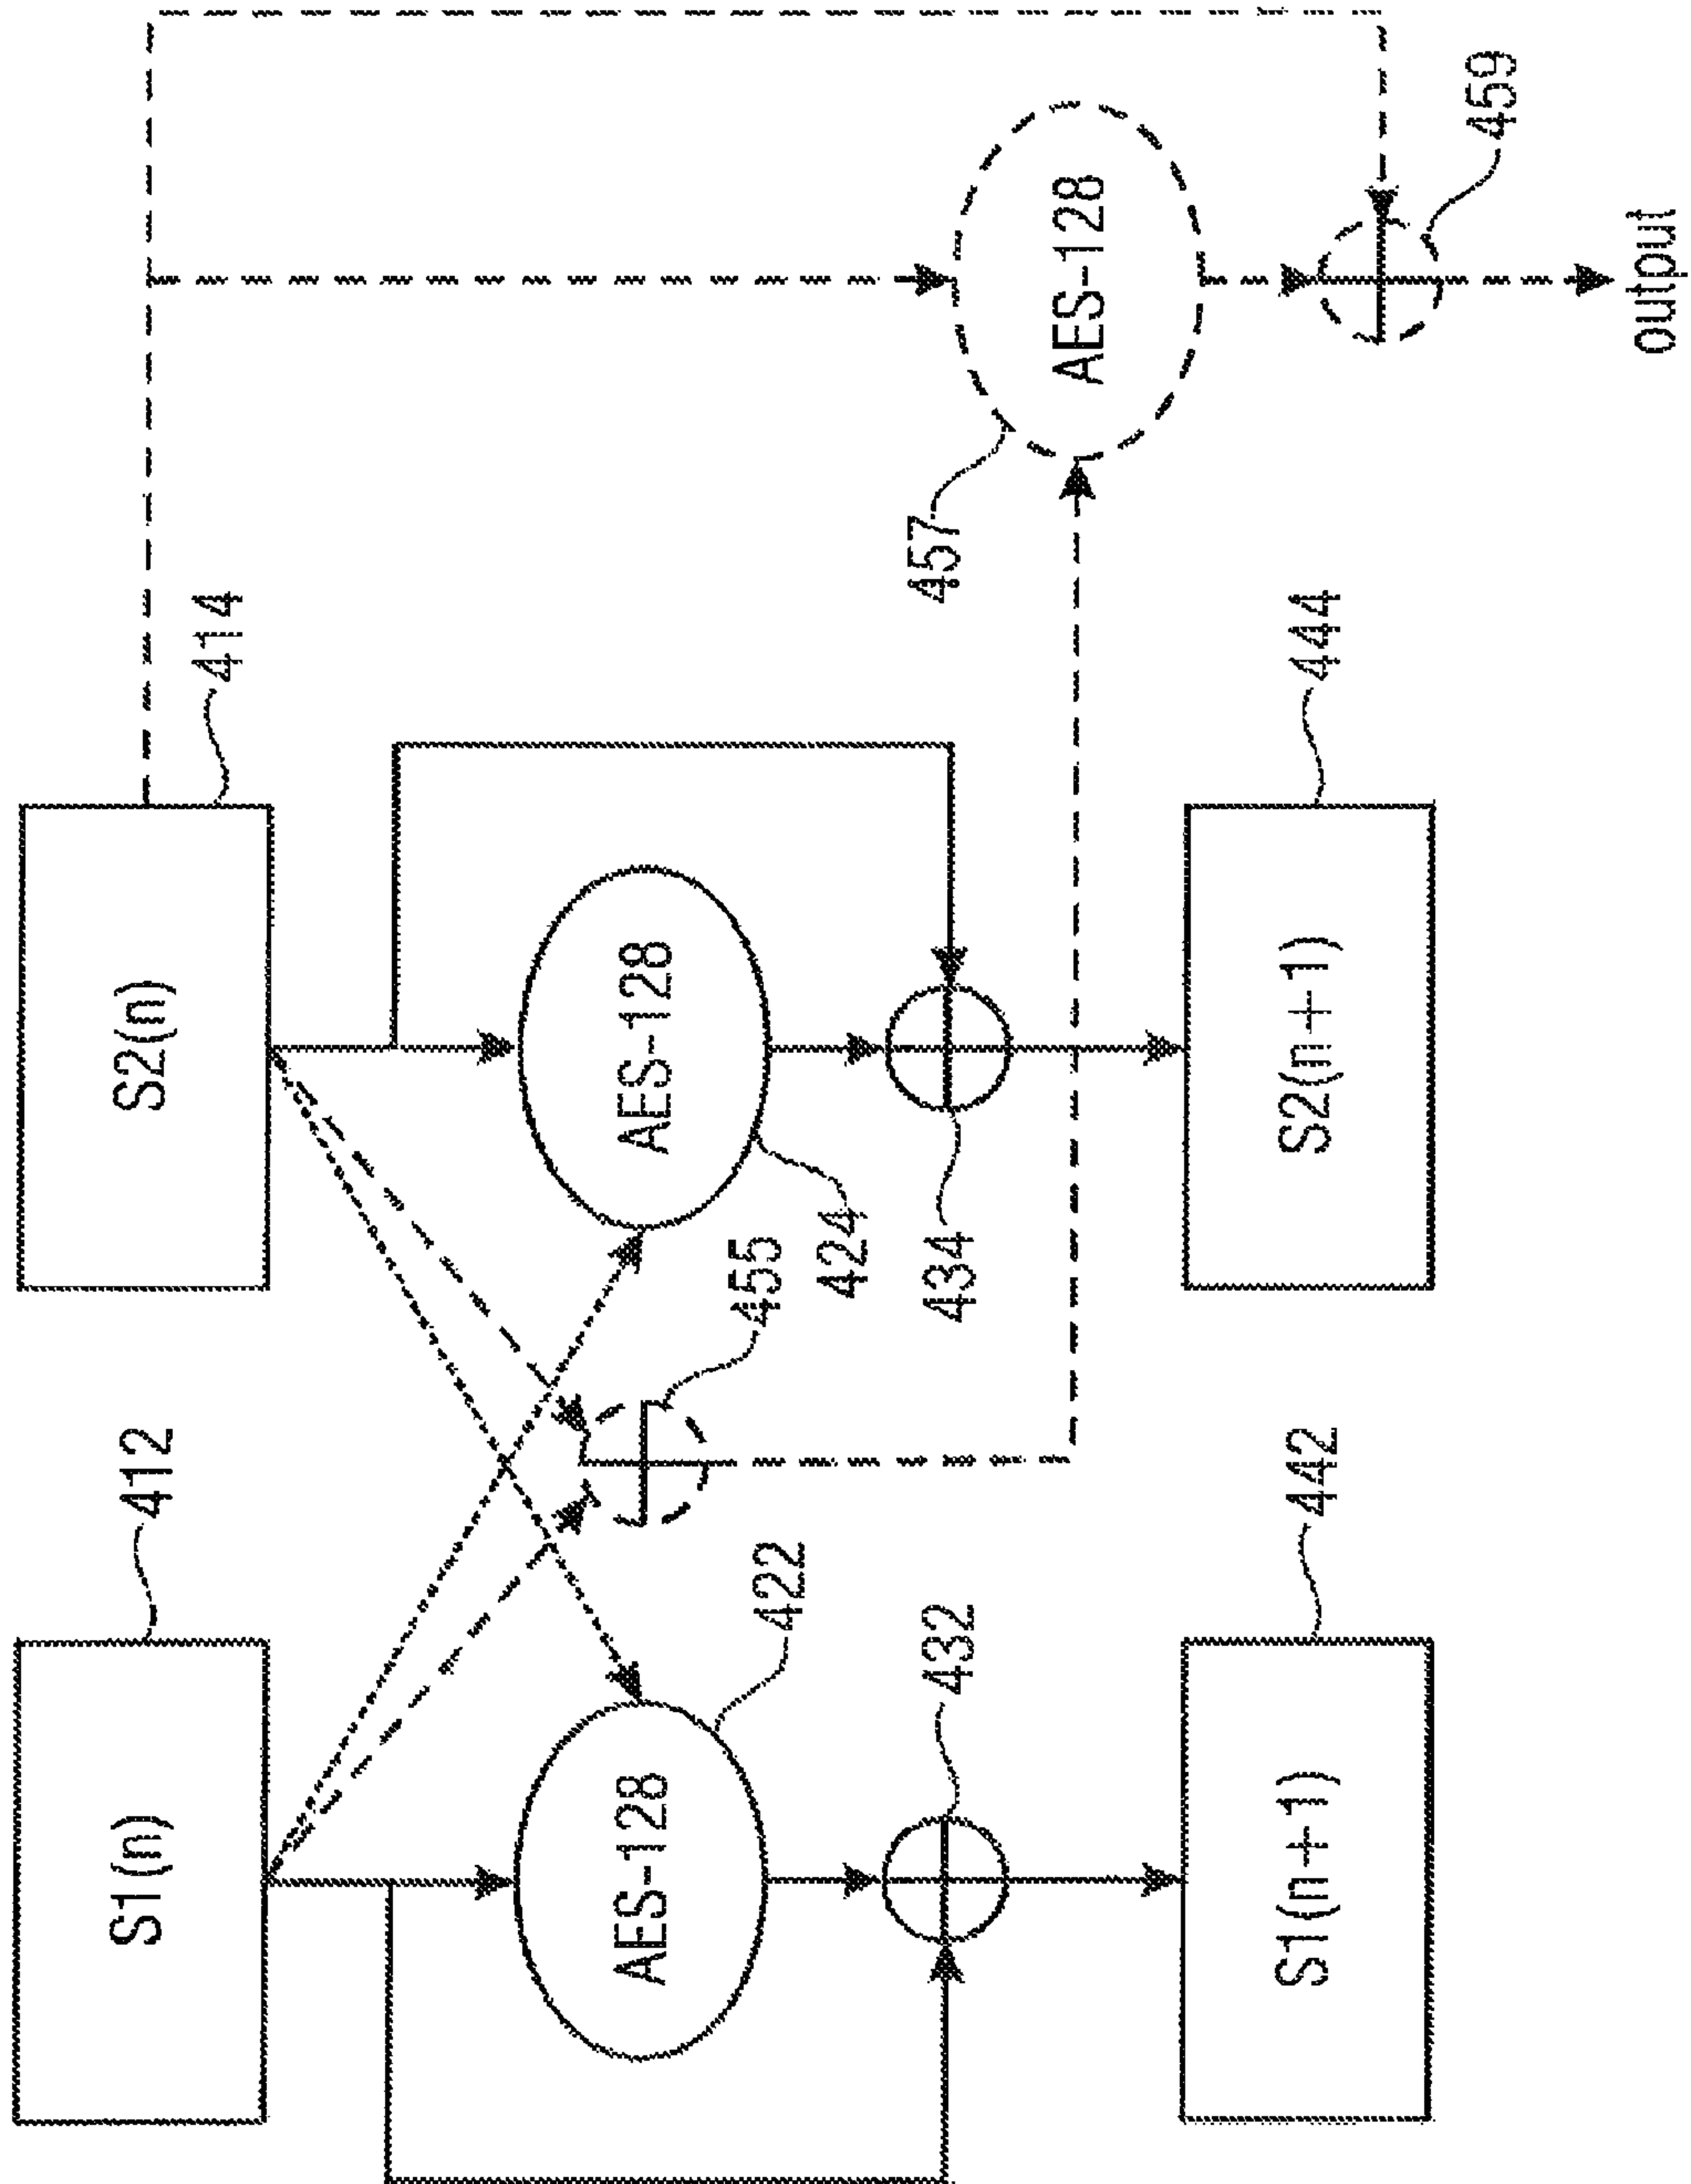 S1(n)
412
S2(n)
414
AES-128
422
455
AES-128
424
432
434
457
AES-128
S1(n+1)
442
S2(n+1)
444
459
output